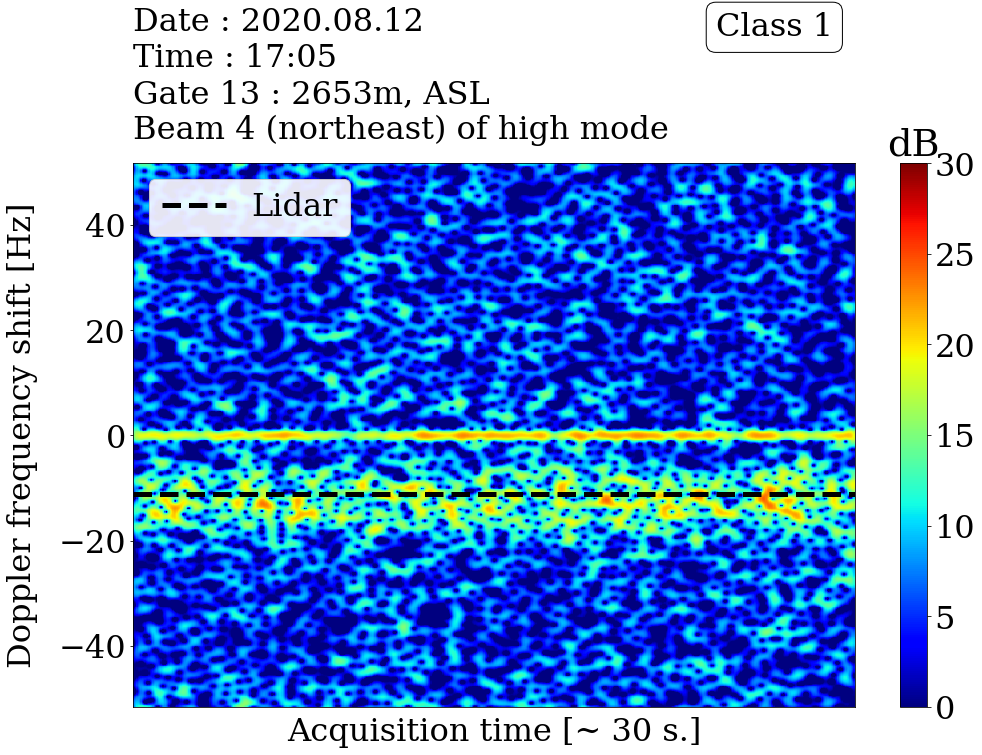 Date : 2020.08.12
Time : 17:05
Gate 13 : 2653m, ASL
Beam 4 (northeast) of high mode
Class 1
dB
Lidar
Doppler frequency shift [Hz]
40
20
0
−20
−40
Acquisition time [~ 30 s.]
30
25
20
15
10
5
0